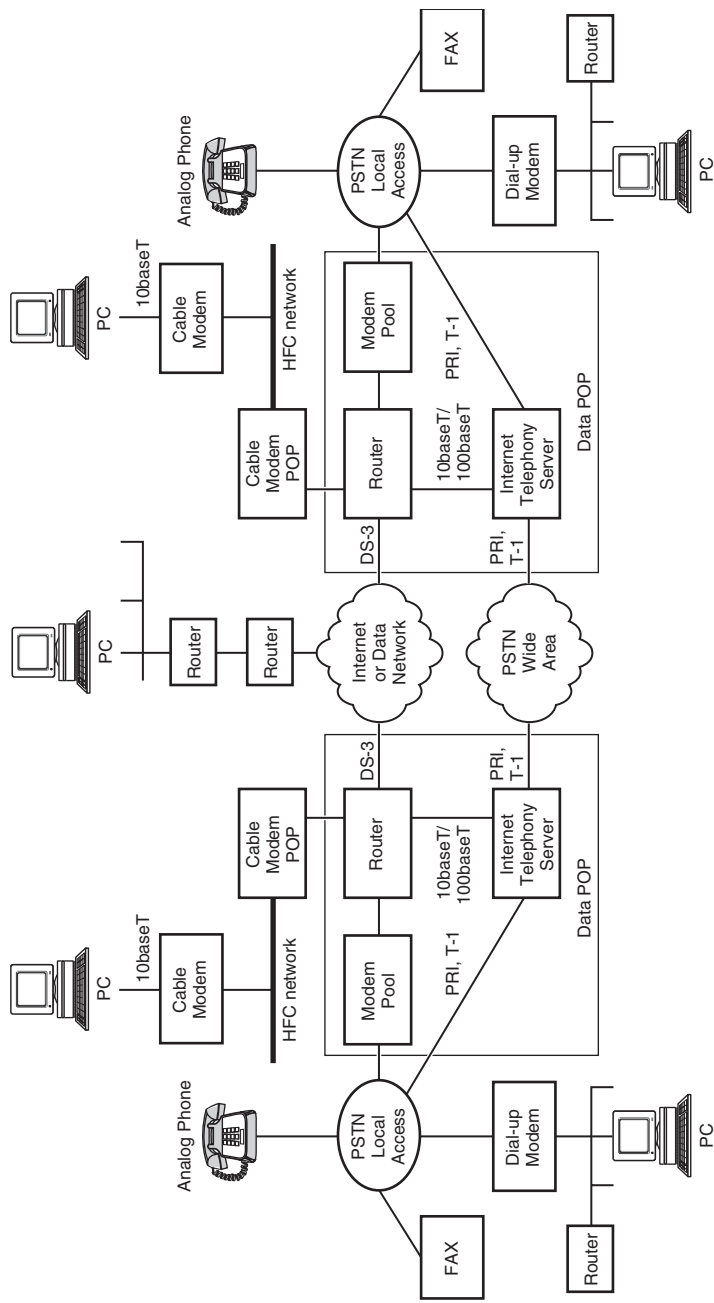 PC
10baseT
Cable
Modem
HFC network
Cable
Modem
POP
Analog Phone
PSTN
Local
Access
FAX
Dial-up
Modem
Router
PC
Modem
Pool
Router
DS-3
PRI, T-1
10baseT/
100baseT
Internet
Telephony
Server
PRI,
T-1
Data POP
PC
Router
Router
Internet
or Data
Network
PSTN
Wide
Area
PC
10baseT
Cable
Modem
HFC network
Cable
Modem
POP
DS-3
Router
Modem
Pool
10baseT/
100baseT
PRI, T-1
PRI,
T-1
Internet
Telephony
Server
Data POP
Analog Phone
PSTN
Local
Access
FAX
Dial-up
Modem
Router
PC